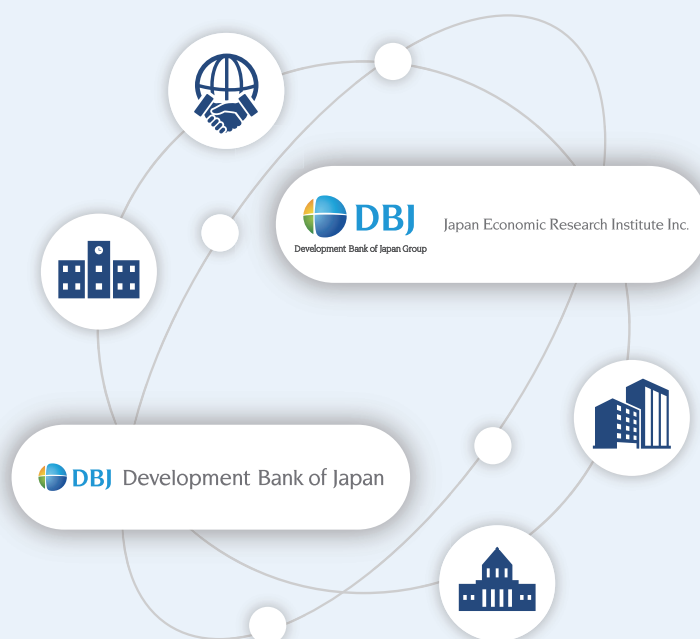 DBJ
Development Bank of Japan Group
Japan Economic Research Institute Inc.
DBJ Development Bank of Japan